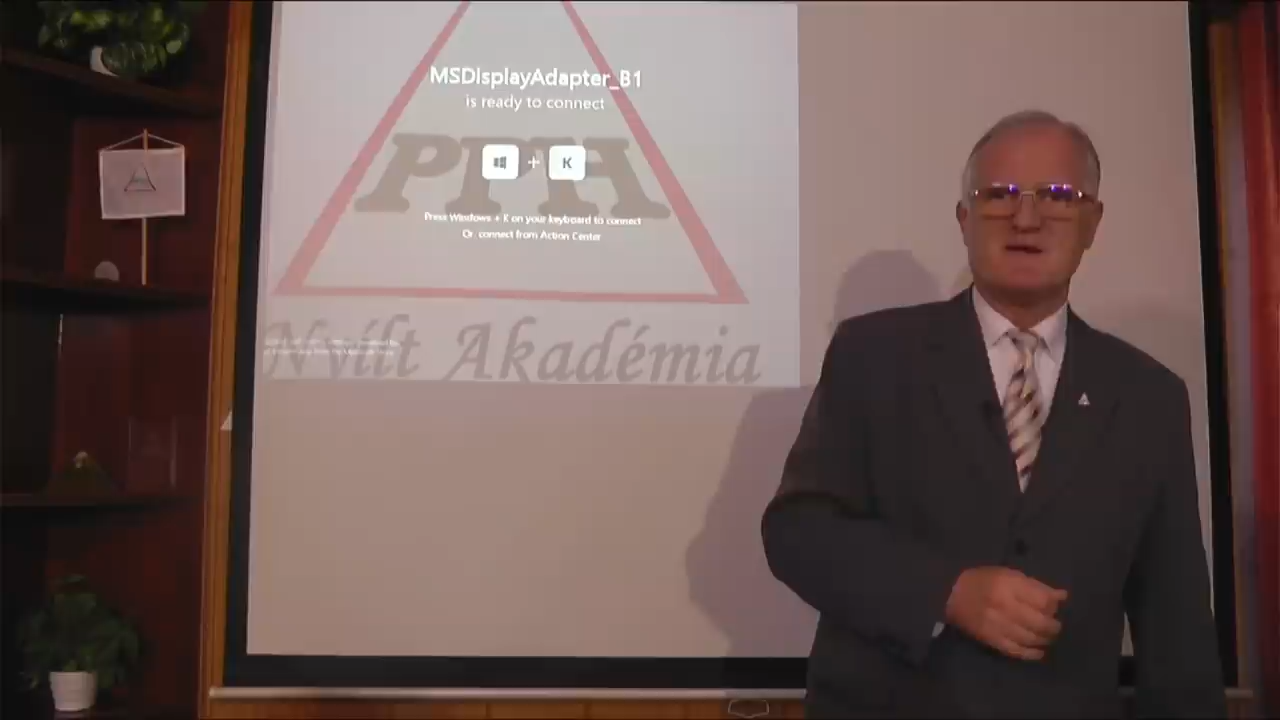 MSDisplayAdapter_B1
is ready to connect
+ K
PTH
Press Windows + K on your keyboard to connect
Or connect from Action Center
Nyílt Akadémia